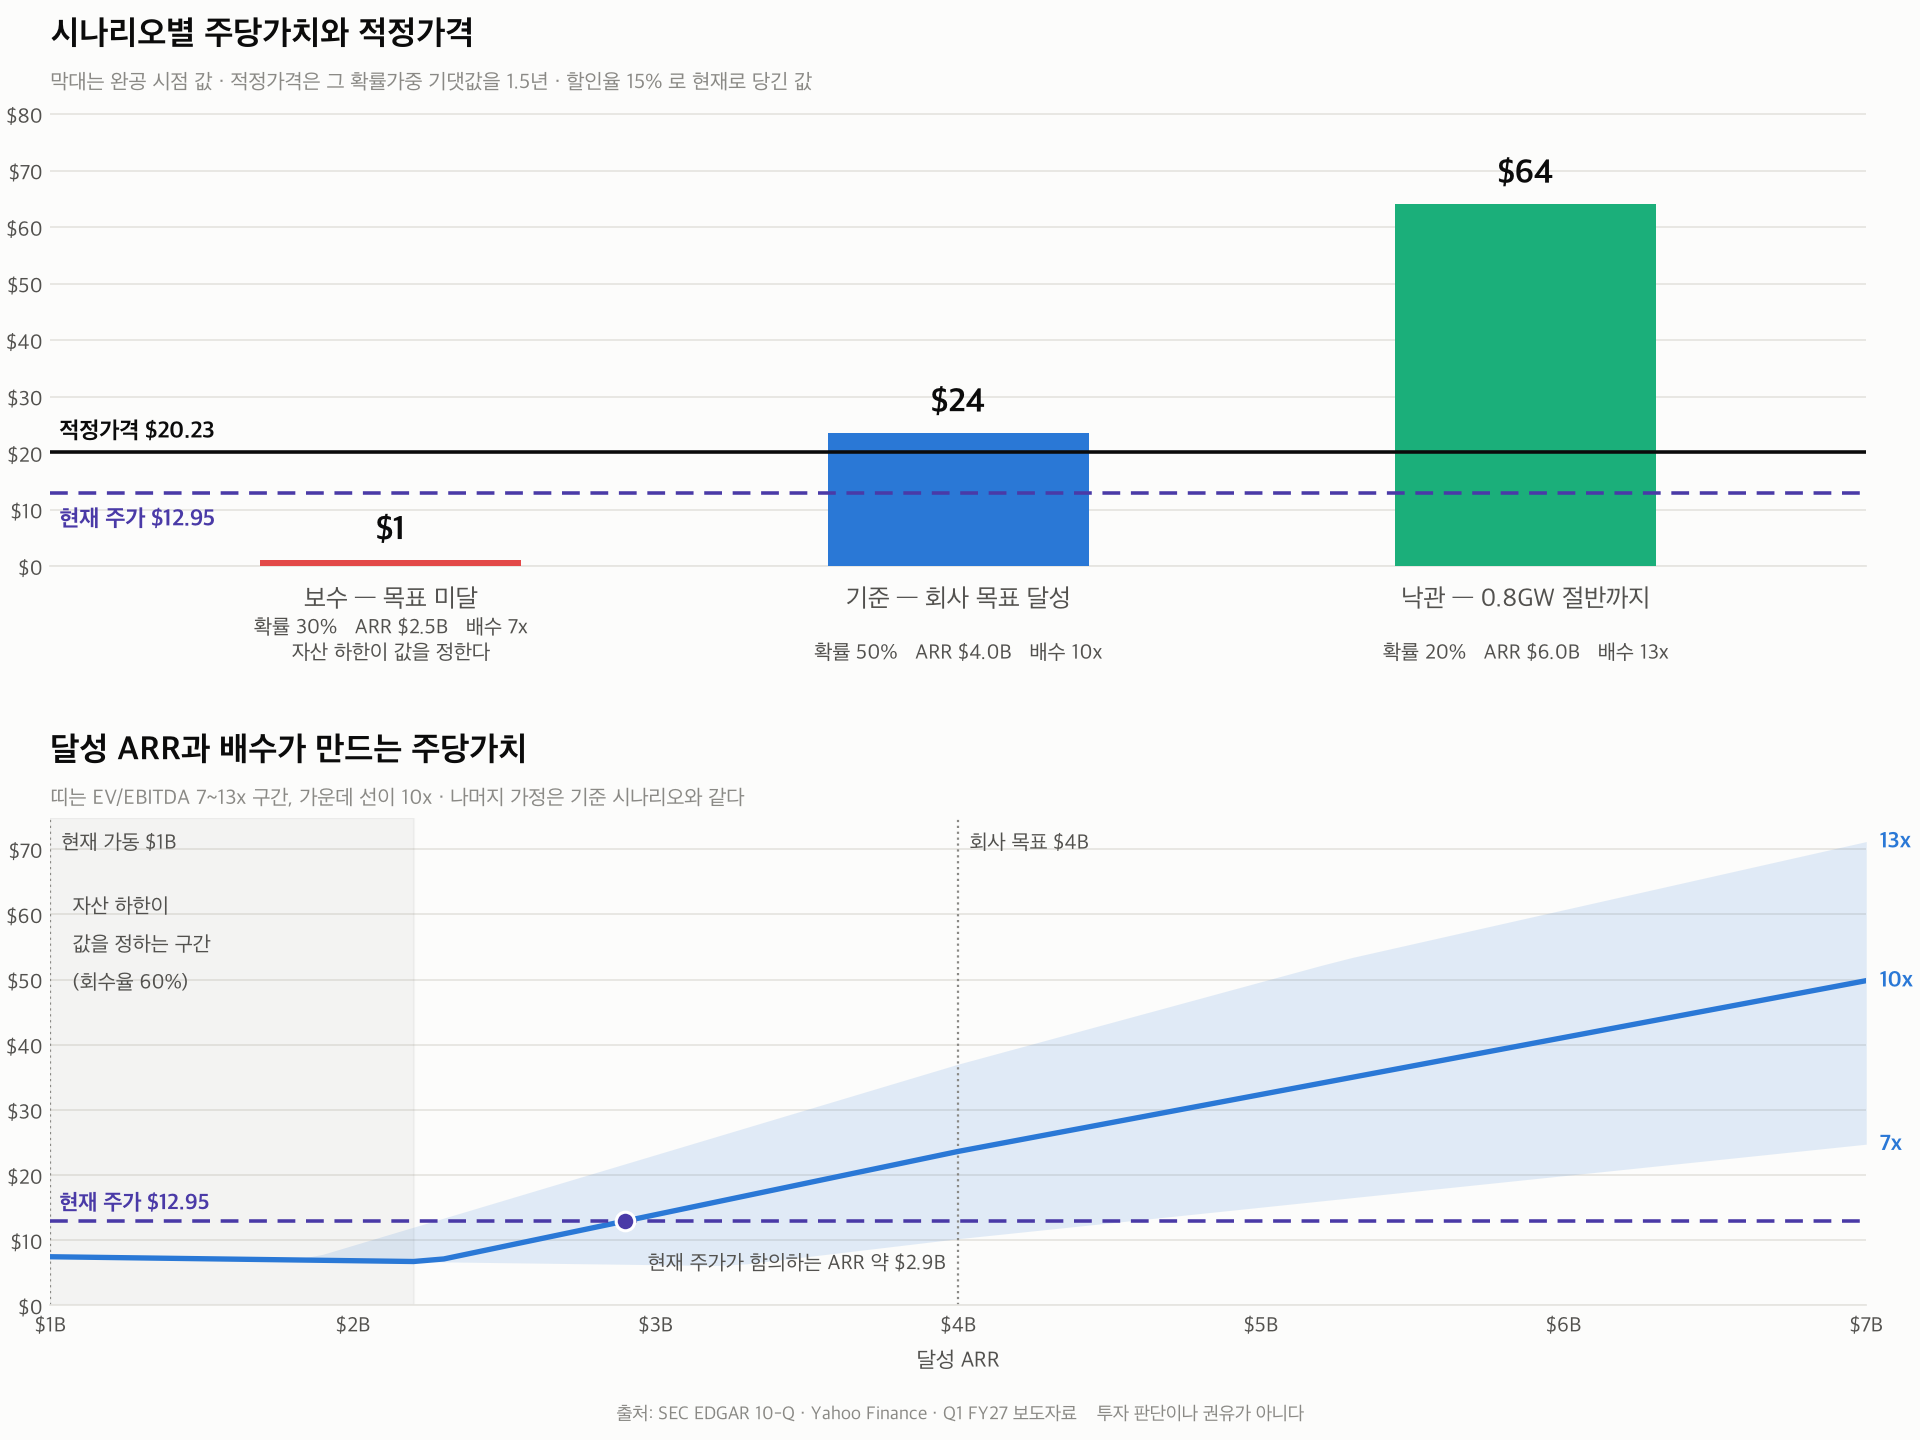 시나리오별 주당가치와 적정가격
막대는 완공 시점 값 · 적정가격은 그 확률가중 기댓값을 1.5년 · 할인율 15% 로 현재로 당긴 값
$80
$70
$60
$50
$40
$30
$20
$10
$0
적정가격 $20.23
현재 주가 $12.95
$1
$24
$64
보수 — 목표 미달
확률 30% ARR $2.5B 배수 7x
자산 하한이 값을 정한다
기준 — 회사 목표 달성
확률 50% ARR $4.0B 배수 10x
낙관 — 0.8GW 절반까지
확률 20% ARR $6.0B 배수 13x
달성 ARR과 배수가 만드는 주당가치
띠는 EV/EBITDA 7~13x 구간, 가운데 선이 10x · 나머지 가정은 기준 시나리오와 같다
$70
$60
$50
$40
$30
$20
$10
$0
현재 가동 $1B
자산 하한이
값을 정하는 구간
(회수율 60%)
회사 목표 $4B
13x
10x
7x
현재 주가 $12.95
현재 주가가 함의하는 ARR 약 $2.9B
$1B $2B $3B $4B $5B $6B $7B
달성 ARR
출처: SEC EDGAR 10-Q · Yahoo Finance · Q1 FY27 보도자료 투자 판단이나 권유가 아니다